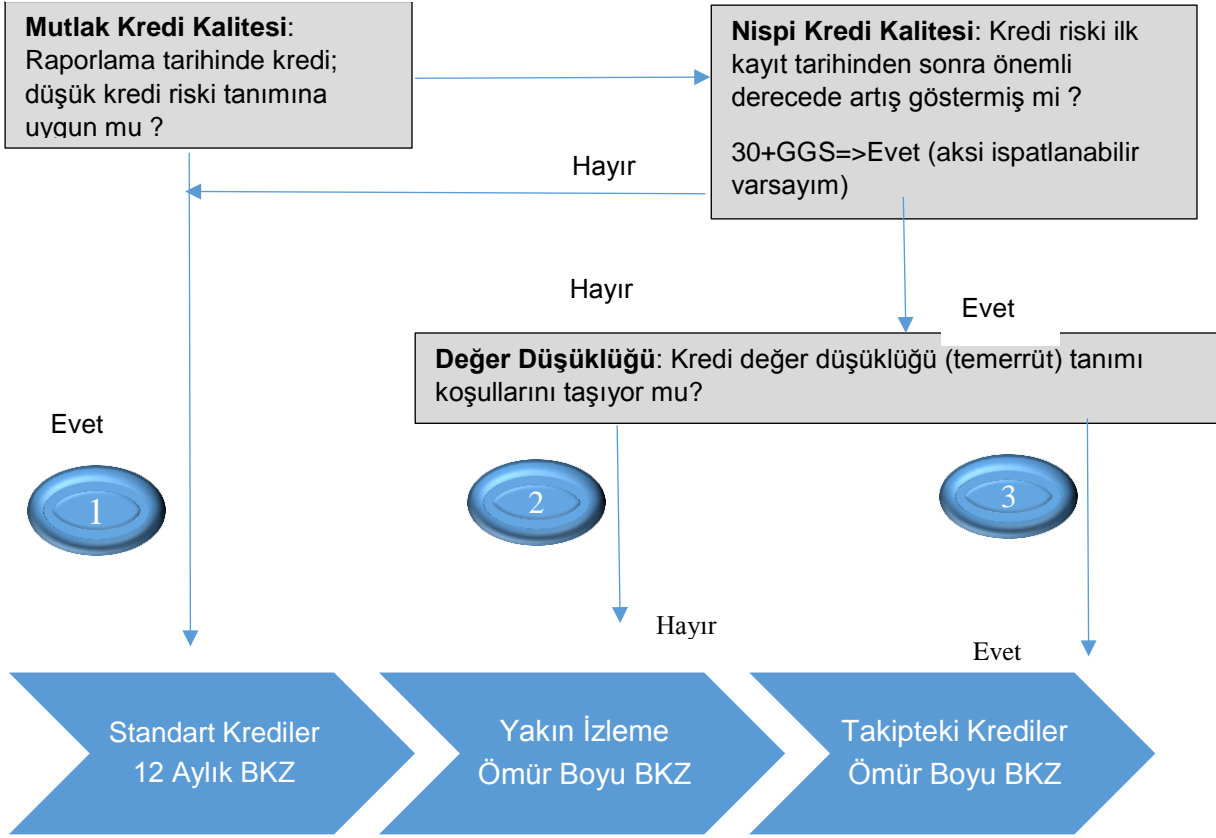 Mutlak Kredi Kalitesi:
Raporlama tarihinde kredi;
düşük kredi riski tanımına
uygun mu ?
Nispi Kredi Kalitesi: Kredi riski ilk
kayıt tarihinden sonra önemli
derecede artış göstermiş mi ?
30+GGS=>Evet (aksi ispatlanabilir
varsayım)
Hayır
Hayır
Evet
Değer Düşüklüğü: Kredi değer düşüklüğü (temerrüt) tanımı
koşullarını taşıyor mu?
Evet
1
2
3
Hayır
Evet
Standart Krediler
12 Aylık BKZ
Yakın İzleme
Ömür Boyu BKZ
Takipteki Krediler
Ömür Boyu BKZ